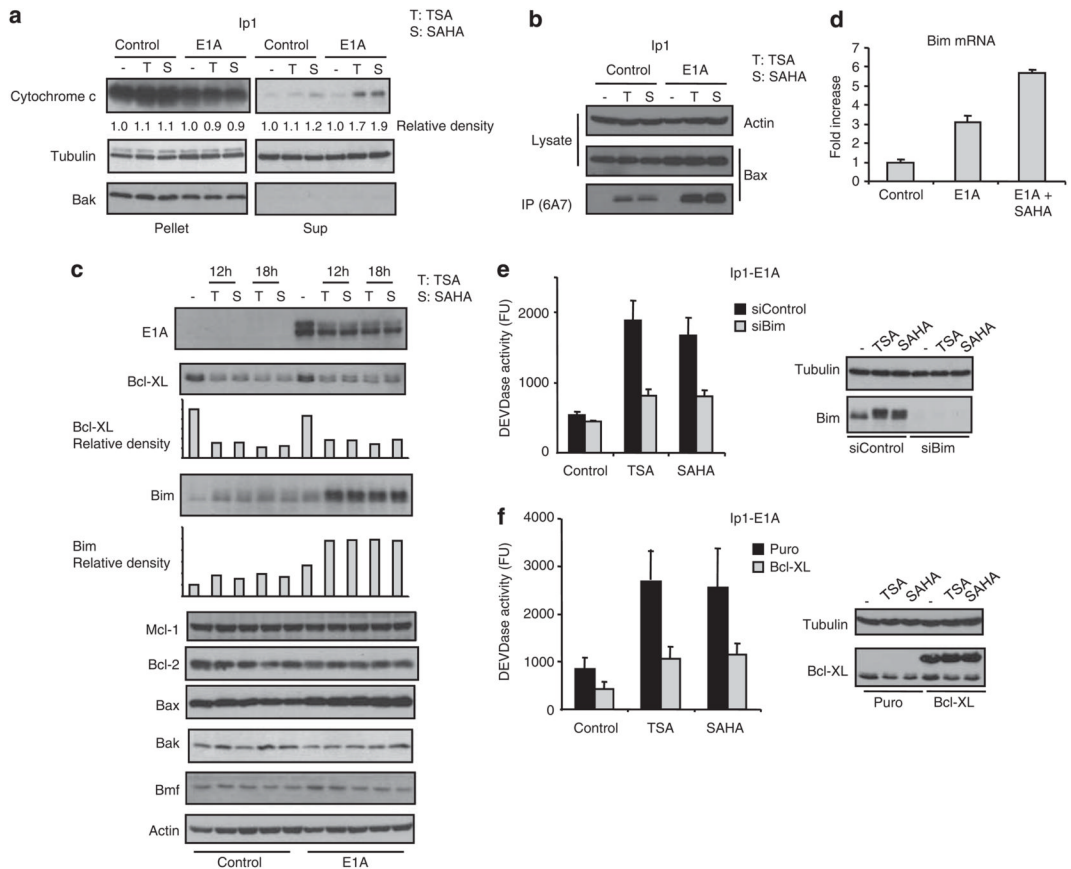 a
Ip1
T: TSA
S: SAHA
Control E1A Control E1A
- T S - T S - T S - T S
Cytochrome c
1.0 1.1 1.1 1.0 0.9 0.9 1.0 1.1 1.2 1.0 1.7 1.9 Relative density
Tubulin
Bak
Pellet Sup
b
Ip1
T: TSA
S: SAHA
Control E1A
- T S - T S
Actin
Lysate
Bax
IP (6A7)
d
Bim mRNA
Fold increase
7
6
5
4
3
2
1
0
Control E1A E1A +
SAHA
c
12h 18h 12h 18h
T: TSA
S: SAHA
- T S T S - T S T S
E1A
Bcl-XL
Bcl-XL
Relative density
Bim
Bim
Relative density
Mcl-1
Bcl-2
Bax
Bak
Bmf
Actin
Control E1A
e
Ip1-E1A
DEVDase activity (FU)
2000
1000
0
siControl
siBim
Control TSA SAHA
- TSA SAHA - TSA SAHA
Tubulin
Bim
siControl siBim
f
Ip1-E1A
DEVDase activity (FU)
4000
3000
2000
1000
0
Puro
Bcl-XL
Control TSA SAHA
- TSA SAHA - TSA SAHA
Tubulin
Bcl-XL
Puro Bcl-XL